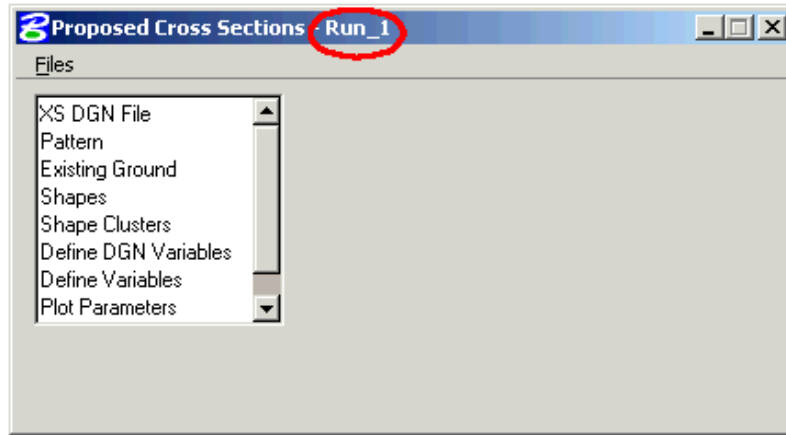 Proposed Cross Sections - Run_1
Files
XS DGN File
Pattern
Existing Ground
Shapes
Shape Clusters
Define DGN Variables
Define Variables
Plot Parameters